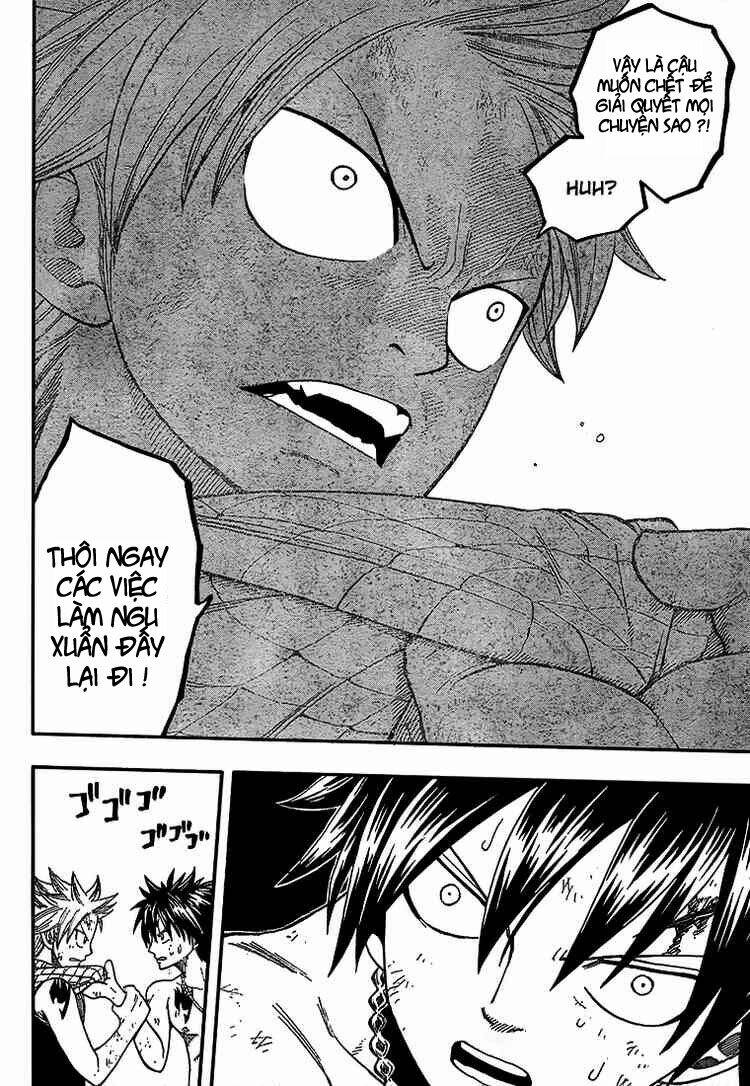 VẬY LÀ CẬU
MUỐN CHẾT ĐỂ
GIẢI QUYẾT MỌI
CHUYỆN SAO ?!
HUH?
THÔI NGAY
CÁC VIỆC
LÀM NGU
XUẨN ĐẤY
LẠI ĐI !
ゴゴゴ
ゴゴゴ